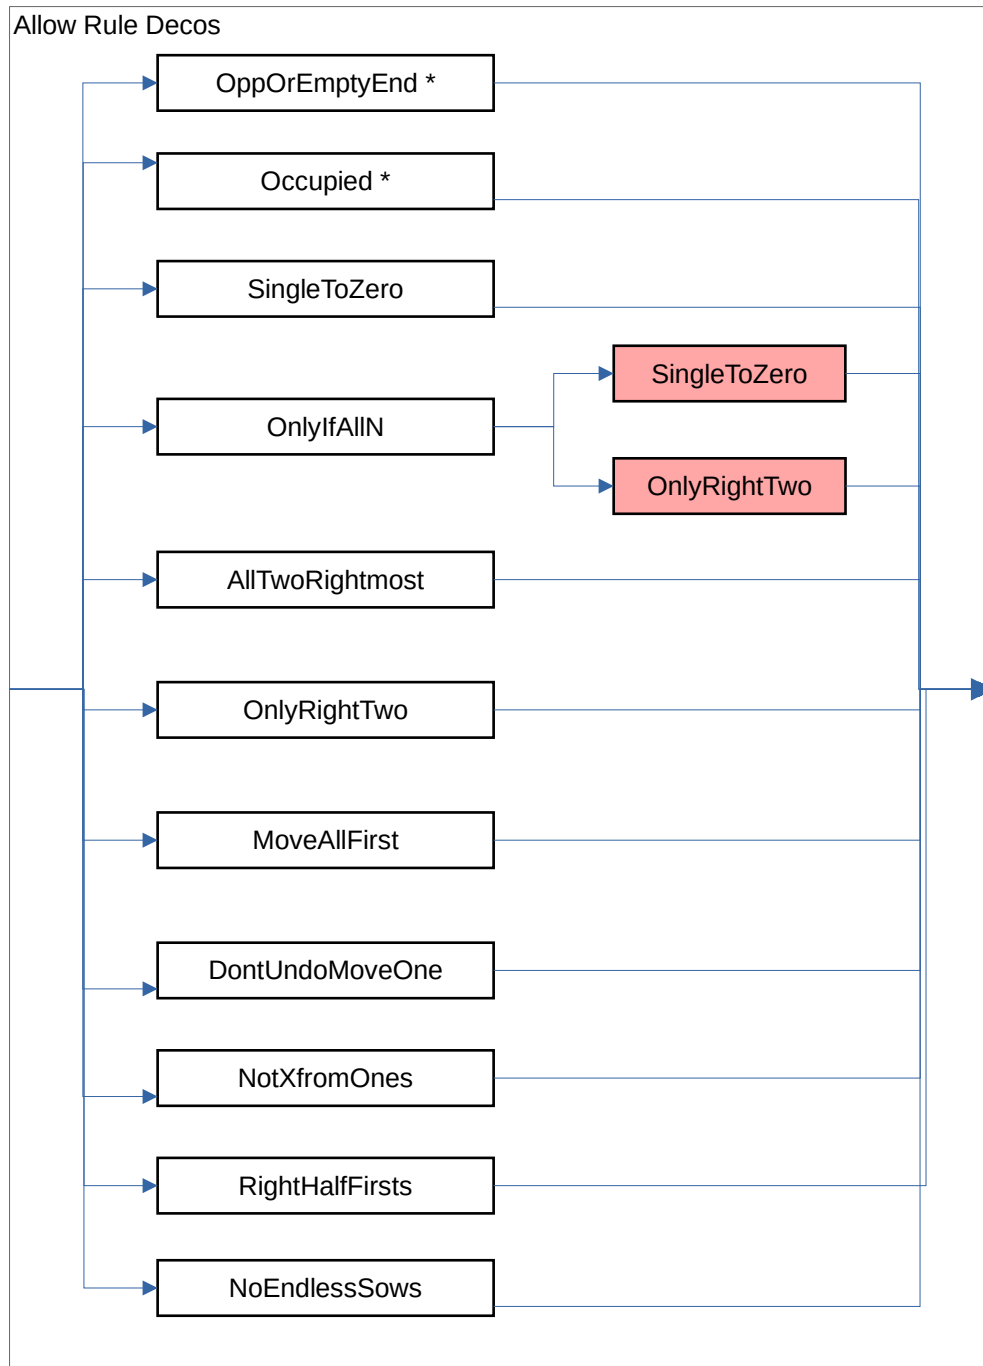 Allow Rule Decos
OppOrEmptyEnd *
Occupied *
SingleToZero
SingleToZero
OnlyIfAllN
OnlyRightTwo
AllTwoRightmost
OnlyRightTwo
MoveAllFirst
DontUndoMoveOne
NotXfromOnes
RightHalfFirsts
NoEndlessSows